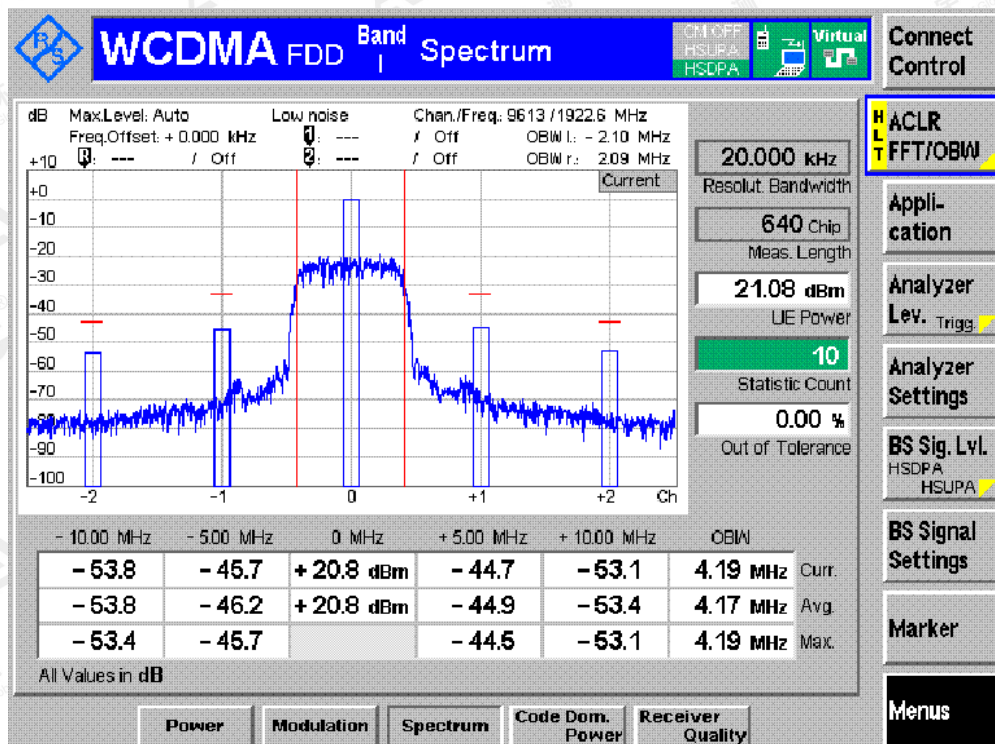 R&S
WCDMA FDD Band I Spectrum
CM OFF
HSUPA
HSDPA
Virtual
Connect Control
dB Max.Level: Auto Low noise Chan./Freq.: 9613 / 1922.6 MHz
Freq.Offset: + 0.000 kHz 1: --- / Off OBW l.: - 2.10 MHz
+10 R: --- / Off 2: --- / Off OBW r.: 2.09 MHz
Current
+0
-10
-20
-30
-40
-50
-60
-70
-80
-90
-100
-2 -1 0 +1 +2 Ch
20.000 kHz
Resolut. Bandwidth
640 Chip
Meas. Length
21.08 dBm
UE Power
10
Statistic Count
0.00 %
Out of Tolerance
- 10.00 MHz - 5.00 MHz 0 MHz + 5.00 MHz + 10.00 MHz OBW
- 53.8 - 45.7 + 20.8 dBm - 44.7 - 53.1 4.19 MHz Curr.
- 53.8 - 46.2 + 20.8 dBm - 44.9 - 53.4 4.17 MHz Avg.
- 53.4 - 45.7 - 44.5 - 53.1 4.19 MHz Max.
All Values in dB
HLT
ACLR
FFT/OBW
Appli-
cation
Analyzer
Lev. Trigg.
Analyzer
Settings
BS Sig. Lvl.
HSDPA
HSUPA
BS Signal
Settings
Marker
Menus
Power
Modulation
Spectrum
Code Dom.
Power
Receiver
Quality